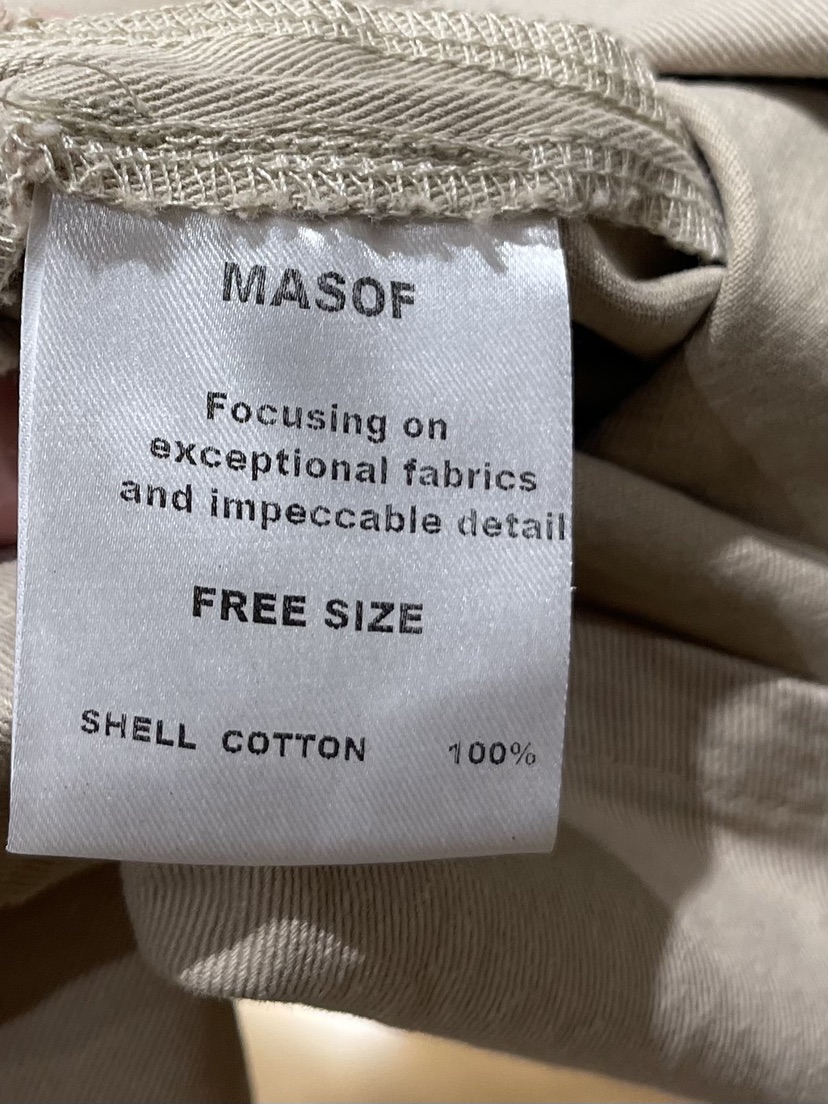 MASOF
Focusing on
exceptional fabrics
and impeccable detail
FREE SIZE
SHELL COTTON 100%